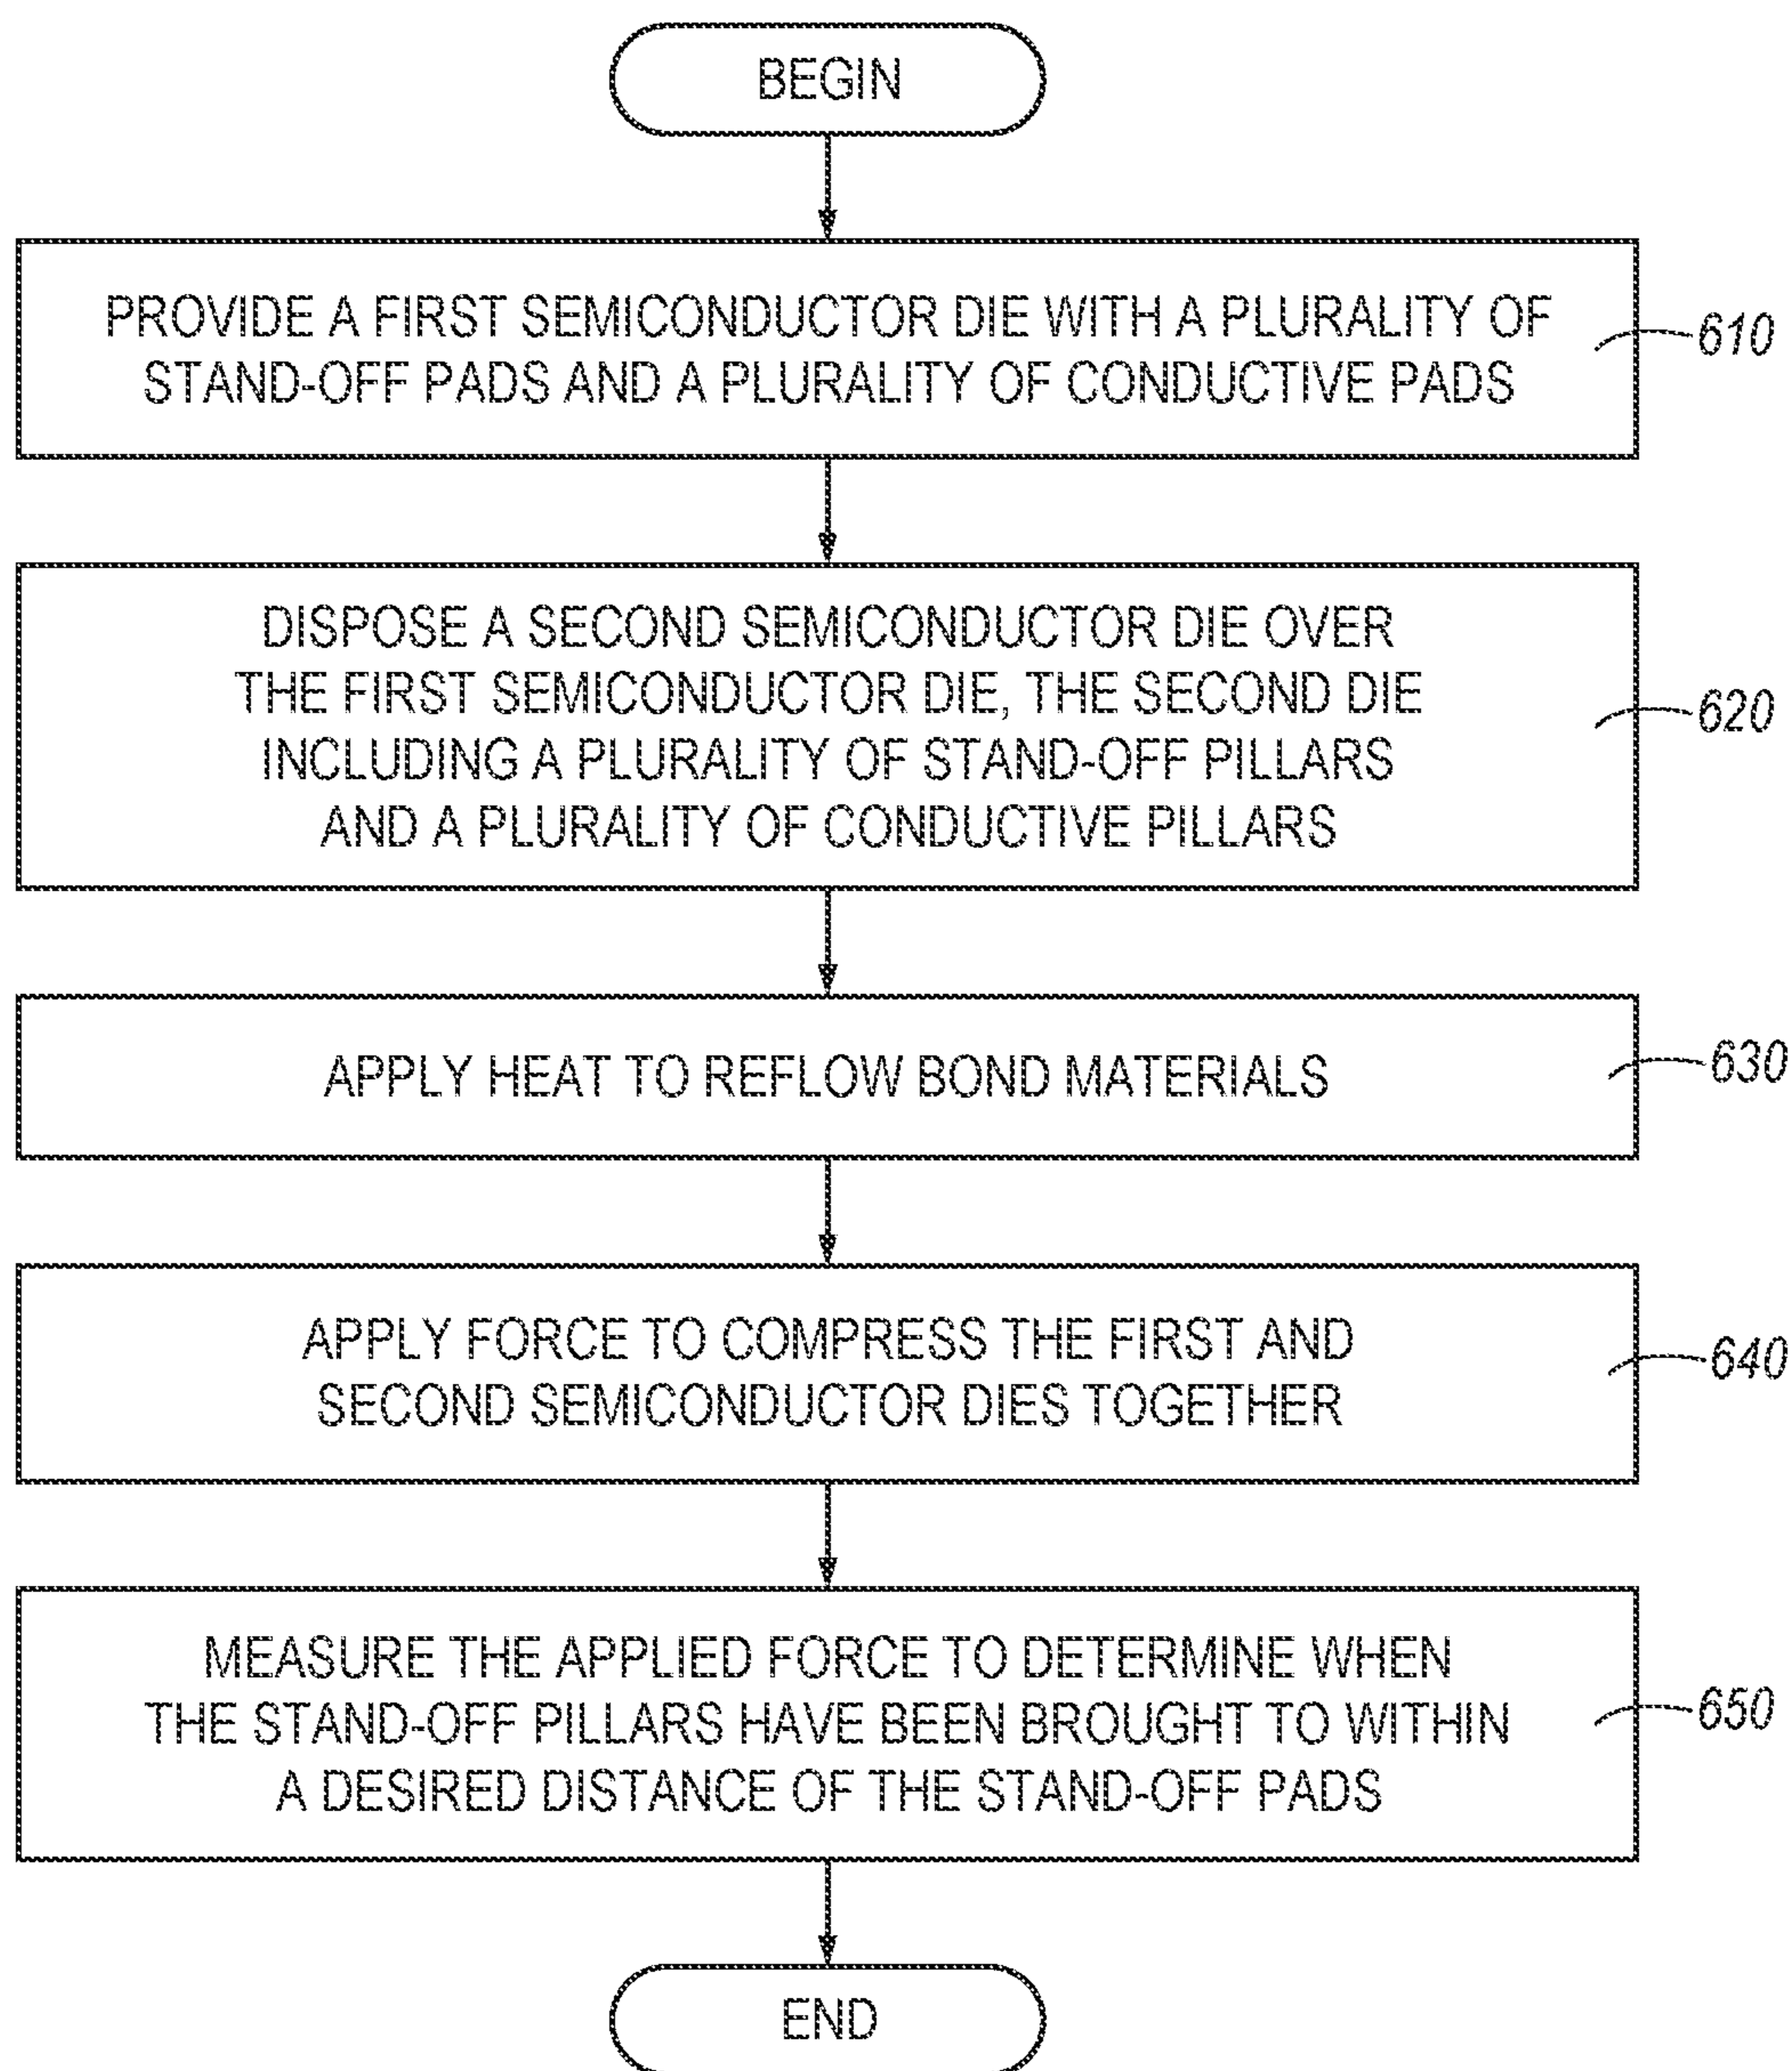 BEGIN
PROVIDE A FIRST SEMICONDUCTOR DIE WITH A PLURALITY OF
STAND-OFF PADS AND A PLURALITY OF CONDUCTIVE PADS
610
DISPOSE A SECOND SEMICONDUCTOR DIE OVER
THE FIRST SEMICONDUCTOR DIE, THE SECOND DIE
INCLUDING A PLURALITY OF STAND-OFF PILLARS
AND A PLURALITY OF CONDUCTIVE PILLARS
620
APPLY HEAT TO REFLOW BOND MATERIALS
630
APPLY FORCE TO COMPRESS THE FIRST AND
SECOND SEMICONDUCTOR DIES TOGETHER
640
MEASURE THE APPLIED FORCE TO DETERMINE WHEN
THE STAND-OFF PILLARS HAVE BEEN BROUGHT TO WITHIN
A DESIRED DISTANCE OF THE STAND-OFF PADS
650
END